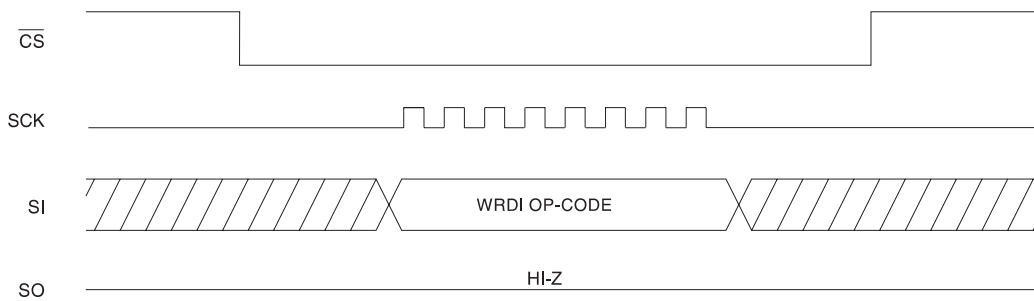 CS
SCK
SI
WRDI OP-CODE
HI-Z
SO